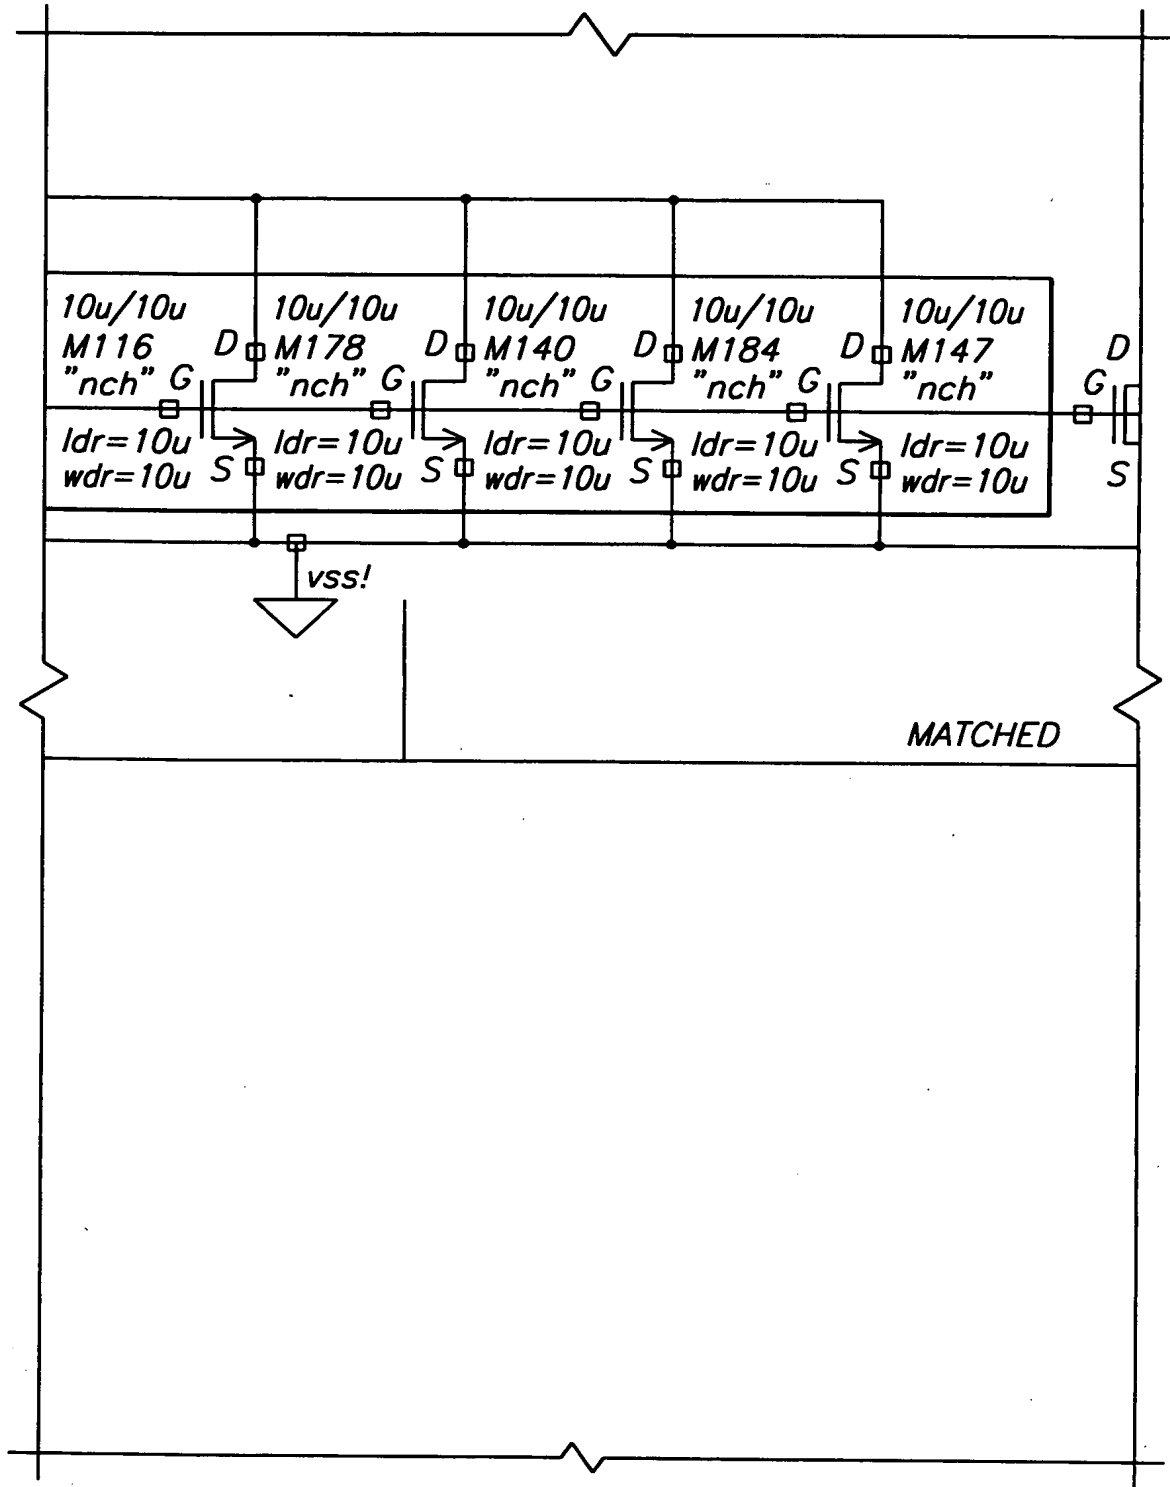 10u/10u 10u/10u 10u/10u 10u/10u 10u/10u
M116 D M178 D M140 D M184 D M147 D
"nch" G "nch" G "nch" G "nch" G "nch" G
ldr=10u ldr=10u ldr=10u ldr=10u ldr=10u
wdr=10u S wdr=10u S wdr=10u S wdr=10u S wdr=10u S
vss!
MATCHED